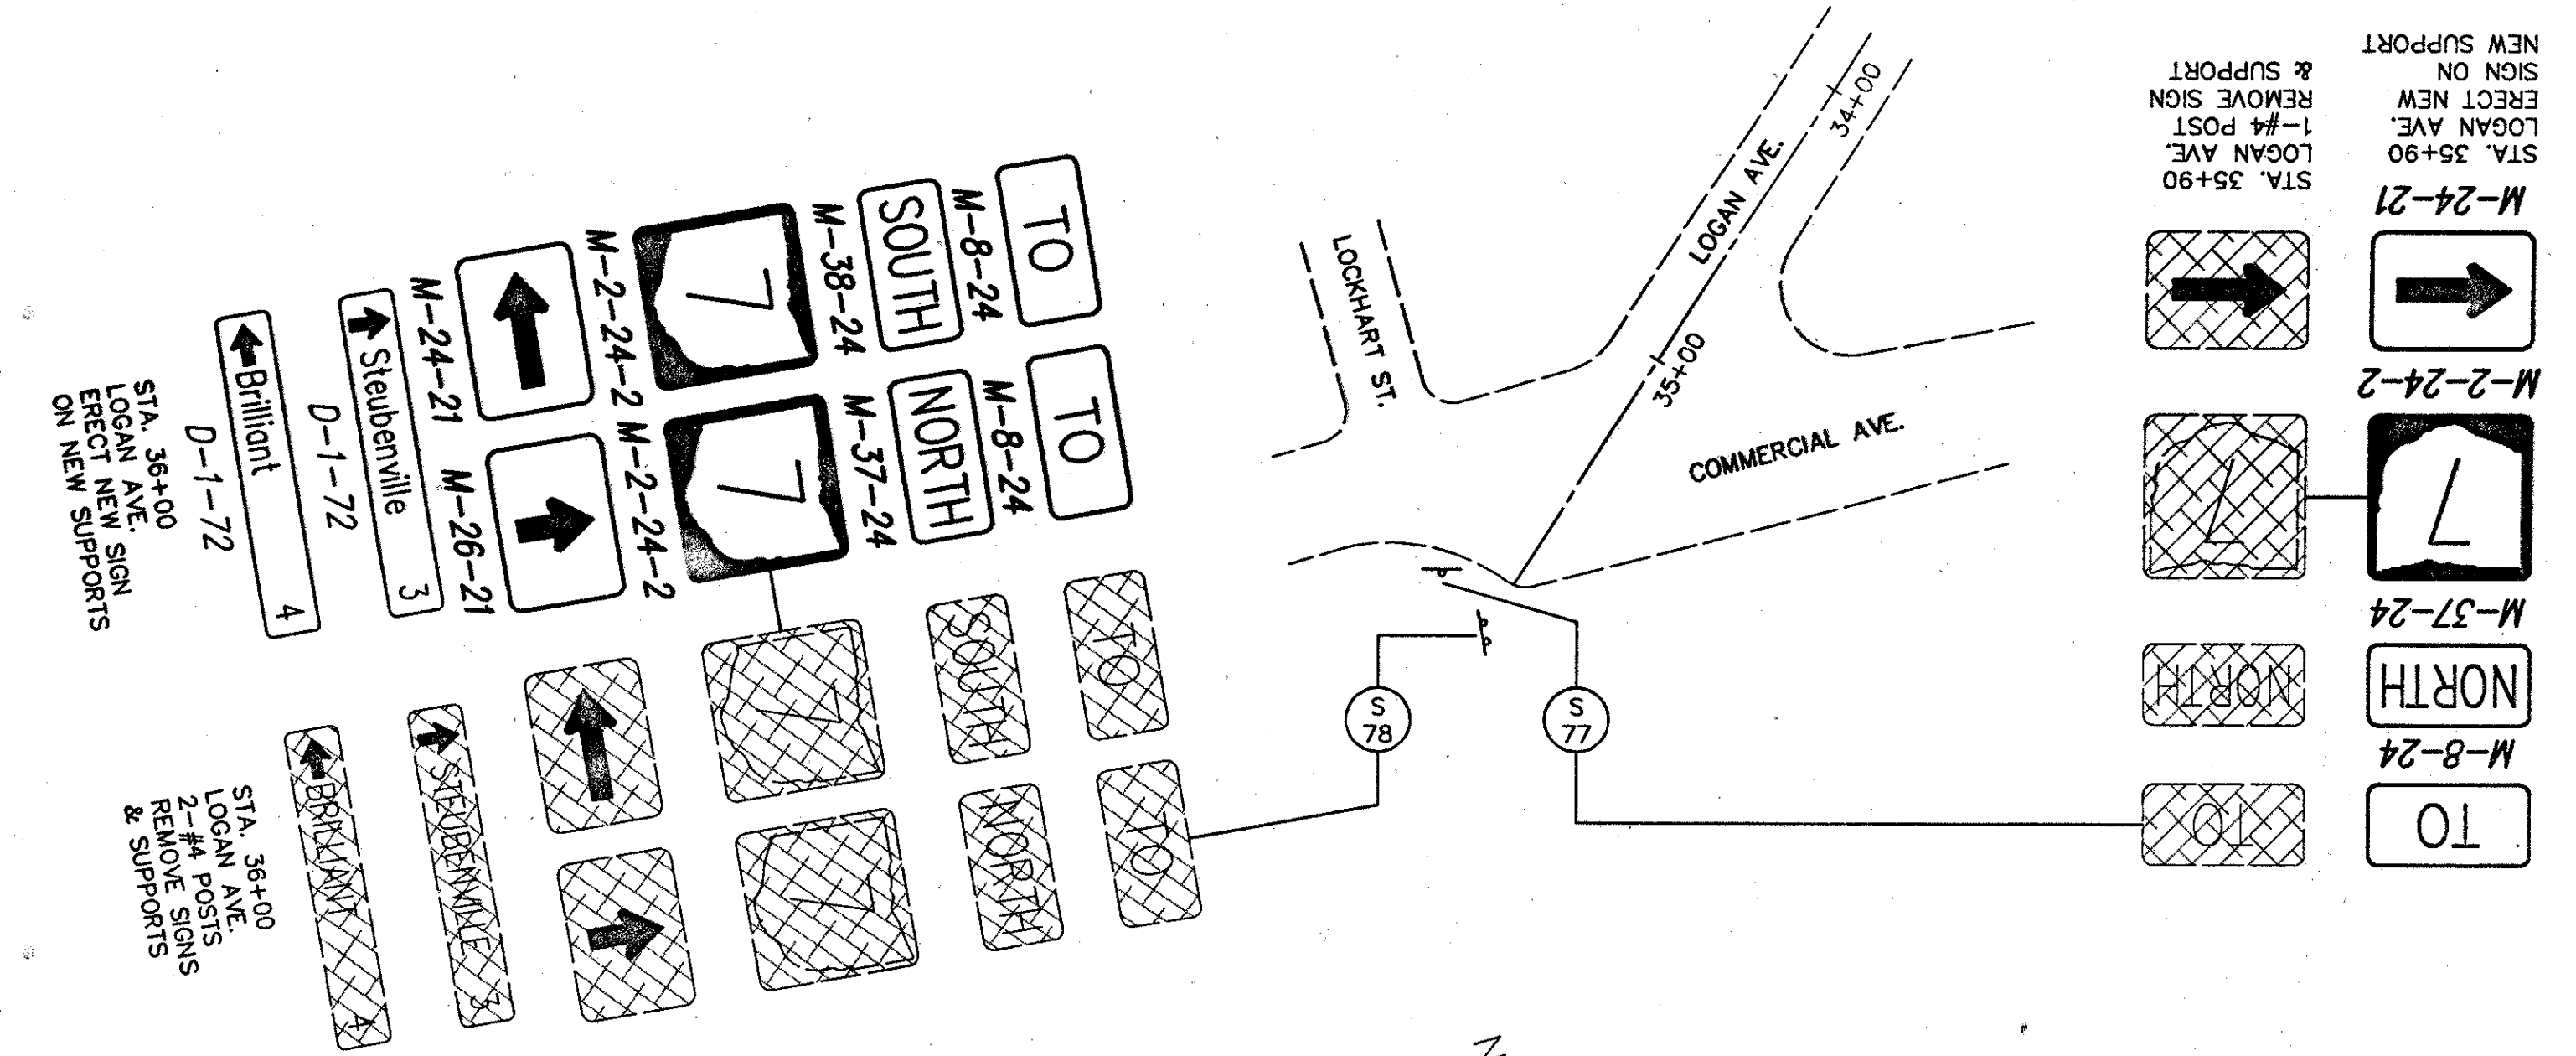 TO
M-8-24
SOUTH
M-38-24
7
M-2-24-2
M-24-21
Steubenville 3
D-1-72
Brilliant 4
D-1-72
STA. 36+00
LOGAN AVE.
ERECT NEW SIGN
ON NEW SUPPORTS
TO
M-8-24
NORTH
M-37-24
7
M-2-24-2
M-26-21
TO
SOUTH
7
STEUBENVILLE 3
BRILLIANT 4
STA. 36+00
LOGAN AVE.
2-#4 POSTS
REMOVE SIGNS
& SUPPORTS
TO
NORTH
7
LOCKHART ST.
LOGAN AVE.
34+00
35+00
COMMERCIAL AVE.
S
78
S
77
TO
M-8-24
NORTH
M-37-24
7
M-2-24-2
M-24-21
STA. 35+90
LOGAN AVE.
ERECT NEW
SIGN ON
NEW SUPPORT
TO
NORTH
7
STA. 35+90
LOGAN AVE.
1-#4 POST
REMOVE SIGN
& SUPPORT